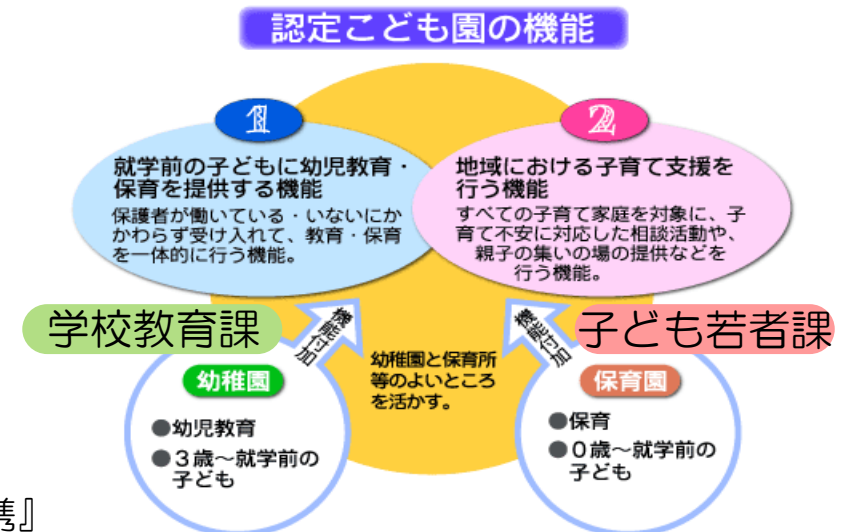 認定こども園の機能
1
就学前の子どもに幼児教育・
保育を提供する機能
保護者が働いている・いないにか
かわらず受け入れて、教育・保育
を一体的に行う機能。
2
地域における子育て支援を
行う機能
すべての子育て家庭を対象に、子
育て不安に対応した相談活動や、
親子の集いの場の提供などを
行う機能。
学校教育課
機能付加
幼稚園と保育所
等のよいところ
を活かす。
機能付加
子ども若者課
幼稚園
●幼児教育
●3歳~就学前の
子ども
保育園
●保育
●0歳~就学前の
子ども
携』